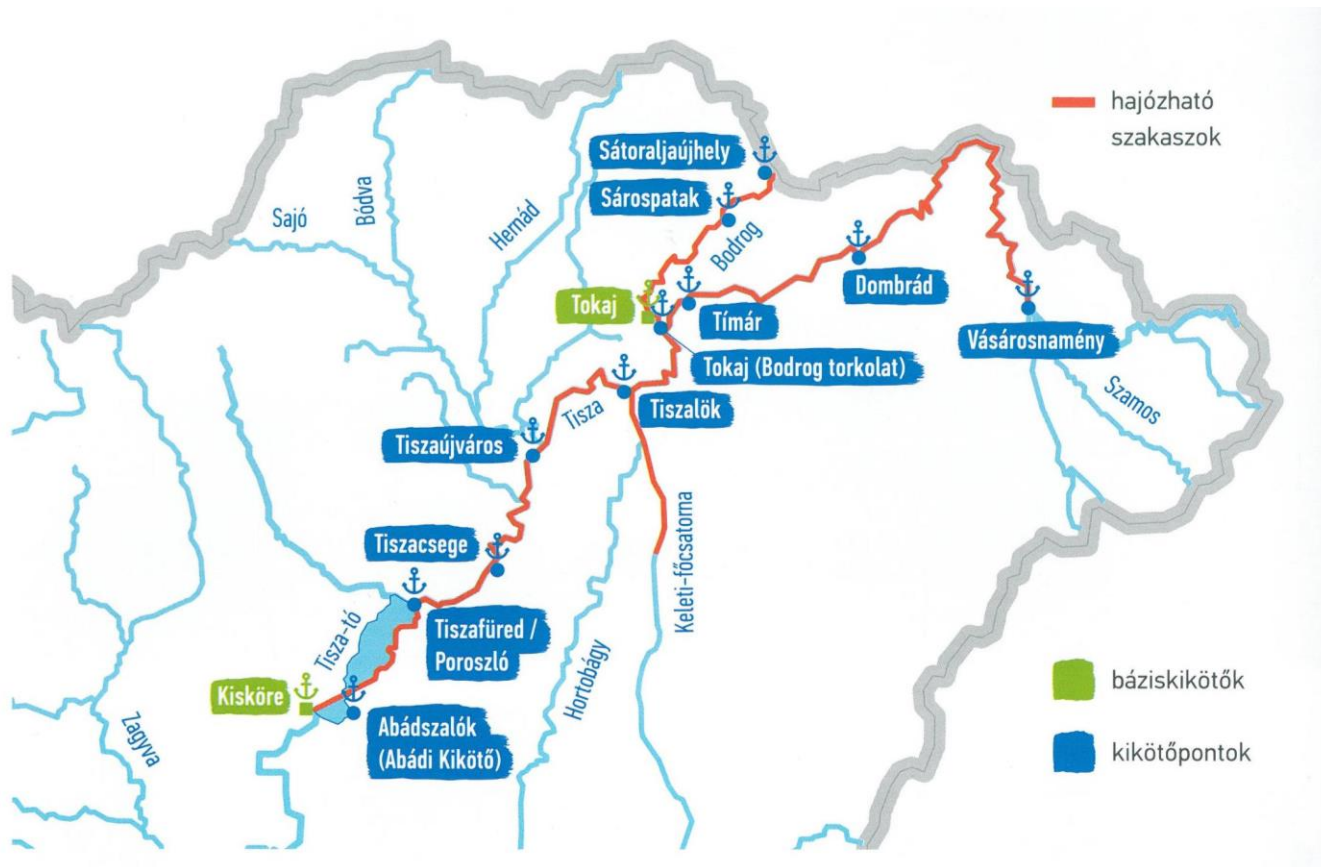 hajózható
szakaszok
Sátoraljaújhely
Sárospatak
Bódva
Sajó
Hernád
Bodrog
Dombrád
Tokaj
Tímár
Vásárosnamény
Tokaj (Bodrog torkolat)
Szamos
Tisza
Tiszalök
Tiszaújváros
Keleti-főcsatorna
Tiszacsege
Tisza-tó
Tiszafüred /
Poroszló
Hortobágy
Kisköre
Abádszalók
(Abádi Kikötő)
Zagyva
báziskikötők
kikötőpontok